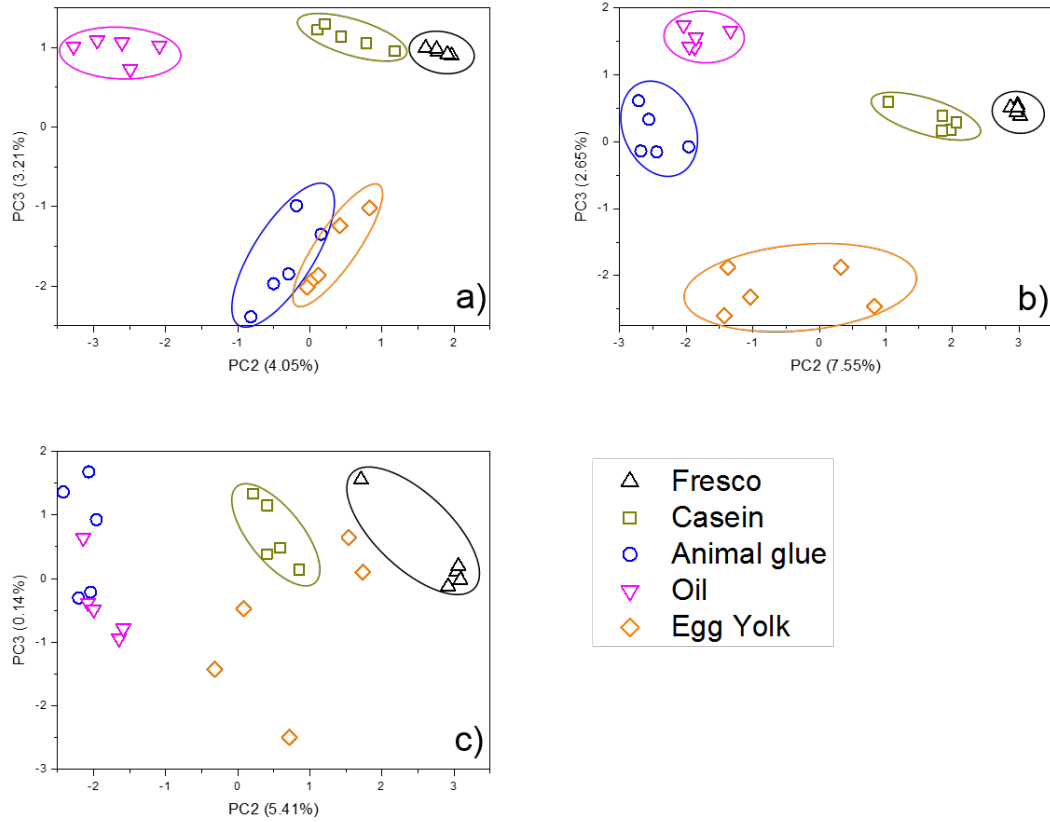 2
1
0
-1
-2
PC3 (3.21%)
-3
-2
-1
0
1
2
PC2 (4.05%)
a)
2
1
0
-1
-2
PC3 (2.65%)
-3
-2
-1
0
1
2
3
PC2 (7.55%)
b)
2
1
0
-1
-2
-3
PC3 (0.14%)
-2
-1
0
1
2
3
PC2 (5.41%)
c)
Fresco
Casein
Animal glue
Oil
Egg Yolk